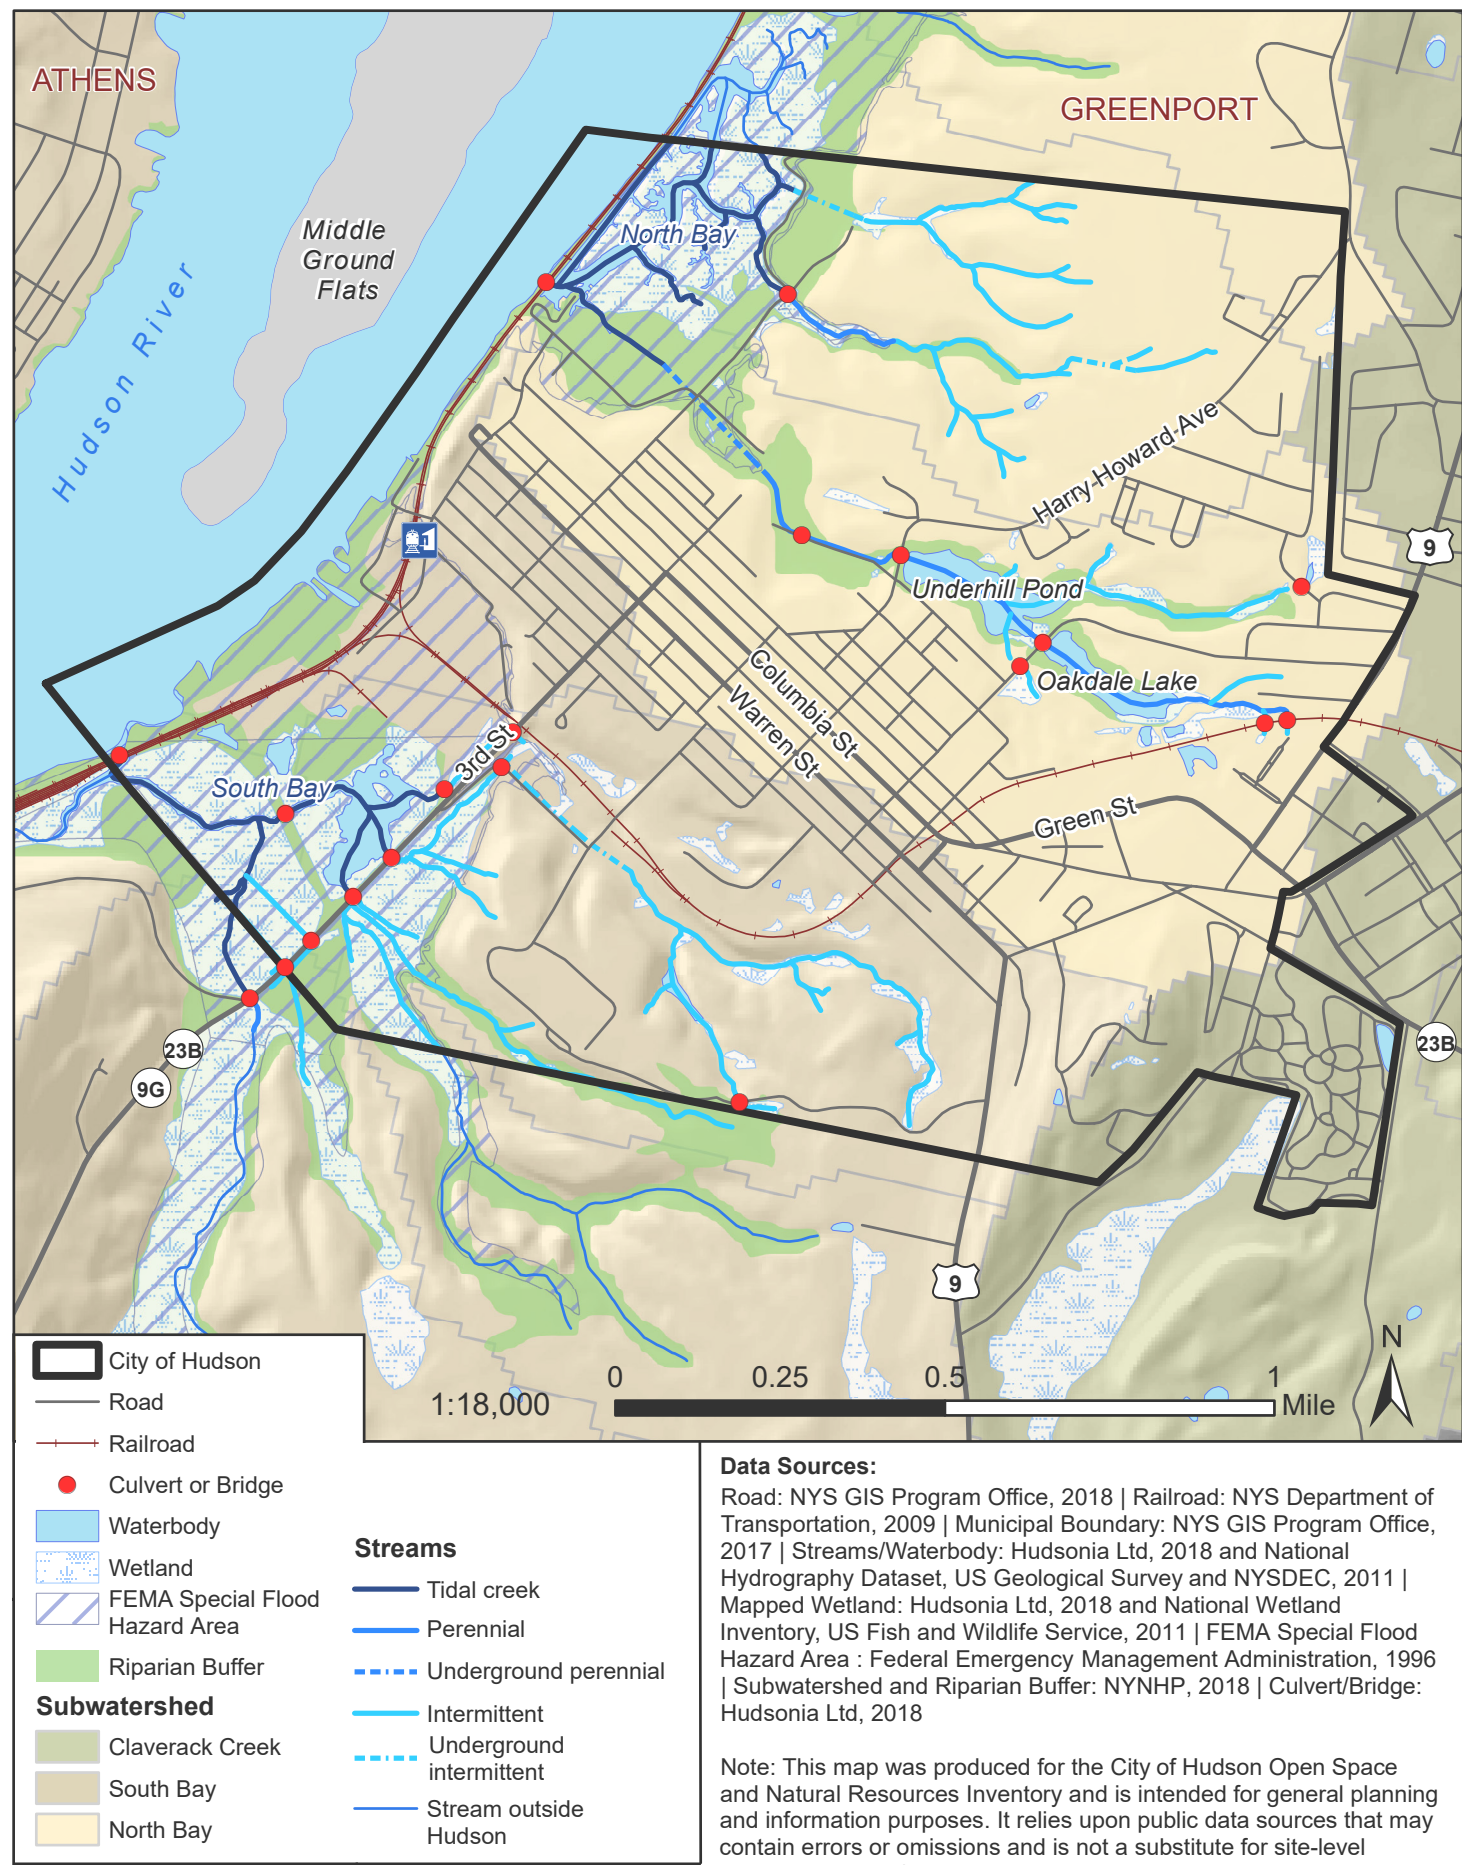 ATHENS
GREENPORT
Middle
Ground
Flats
Hudson River
North Bay
Harry Howard Ave
9
Underhill Pond
Oakdale Lake
Columbia St
Warren St
3rd St
South Bay
Green St
23B
9G
23B
9
N
0 0.25 0.5 1
1:18,000 Mile
City of Hudson
Road
Railroad
Culvert or Bridge
Waterbody
Wetland
FEMA Special Flood
Hazard Area
Riparian Buffer
Subwatershed
Claverack Creek
South Bay
North Bay
Streams
Tidal creek
Perennial
Underground perennial
Intermittent
Underground
intermittent
Stream outside
Hudson
Data Sources:
Road: NYS GIS Program Office, 2018 | Railroad: NYS Department of
Transportation, 2009 | Municipal Boundary: NYS GIS Program Office,
2017 | Streams/Waterbody: Hudsonia Ltd, 2018 and National
Hydrography Dataset, US Geological Survey and NYSDEC, 2011 |
Mapped Wetland: Hudsonia Ltd, 2018 and National Wetland
Inventory, US Fish and Wildlife Service, 2011 | FEMA Special Flood
Hazard Area : Federal Emergency Management Administration, 1996
| Subwatershed and Riparian Buffer: NYNHP, 2018 | Culvert/Bridge:
Hudsonia Ltd, 2018
Note: This map was produced for the City of Hudson Open Space
and Natural Resources Inventory and is intended for general planning
and information purposes. It relies upon public data sources that may
contain errors or omissions and is not a substitute for site-level